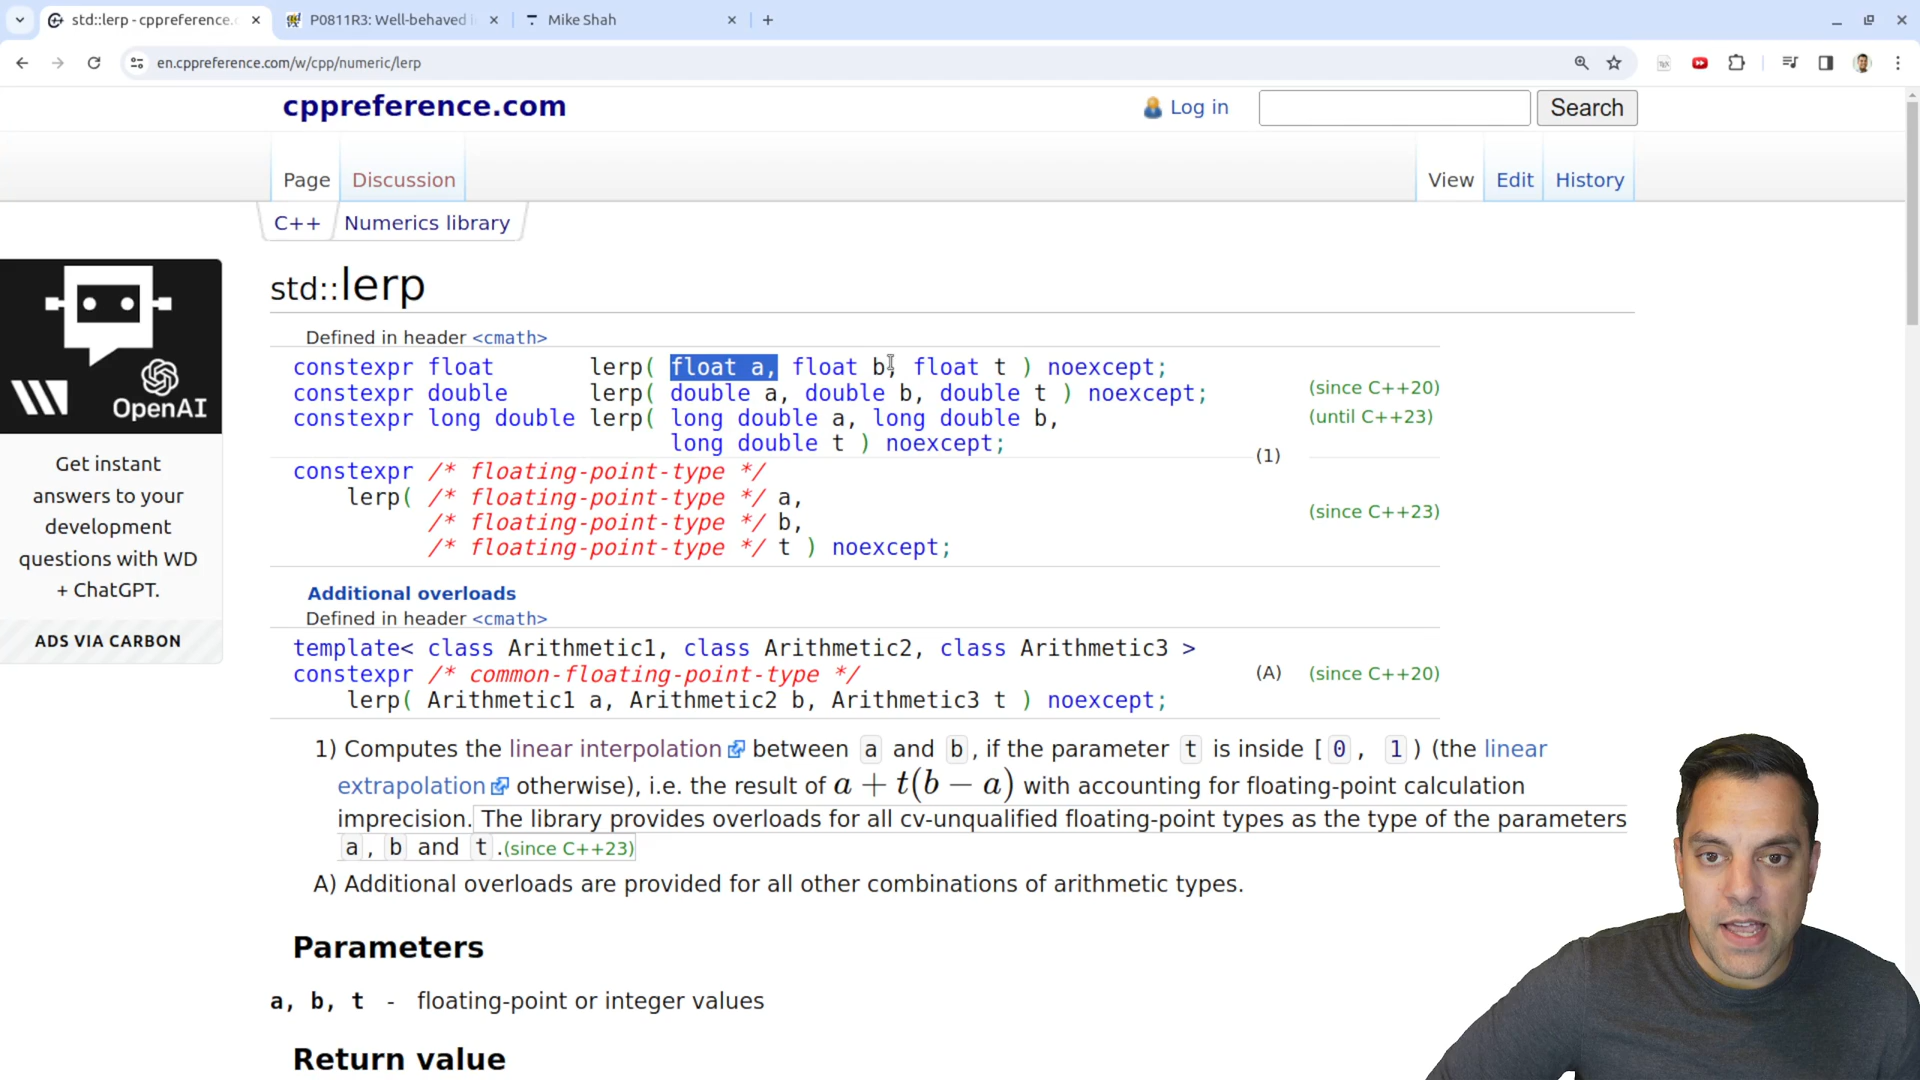 std::lerp - cppreference.c
P0811R3: Well-behaved i
Mike Shah
en.cppreference.com/w/cpp/numeric/lerp
cppreference.com
Log in
Search
Page
Discussion
View
Edit
History
C++
Numerics library
std::lerp
Defined in header <cmath>
constexpr float lerp( float a, float b, float t ) noexcept;
constexpr double lerp( double a, double b, double t ) noexcept;
(since C++20)
constexpr long double lerp( long double a, long double b,
(until C++23)
long double t ) noexcept;
(1)
constexpr /* floating-point-type */
lerp( /* floating-point-type */ a,
/* floating-point-type */ b,
(since C++23)
/* floating-point-type */ t ) noexcept;
Additional overloads
Defined in header <cmath>
template< class Arithmetic1, class Arithmetic2, class Arithmetic3 >
constexpr /* common-floating-point-type */
(A) (since C++20)
lerp( Arithmetic1 a, Arithmetic2 b, Arithmetic3 t ) noexcept;
1) Computes the linear interpolation between a and b, if the parameter t is inside [0, 1) (the linear
extrapolation otherwise), i.e. the result of a + t(b − a) with accounting for floating-point calculation
imprecision. The library provides overloads for all cv-unqualified floating-point types as the type of the parameters
a, b and t.(since C++23)
A) Additional overloads are provided for all other combinations of arithmetic types.
Parameters
a, b, t - floating-point or integer values
Return value
OpenAI
Get instant
answers to your
development
questions with WD
+ ChatGPT.
ADS VIA CARBON